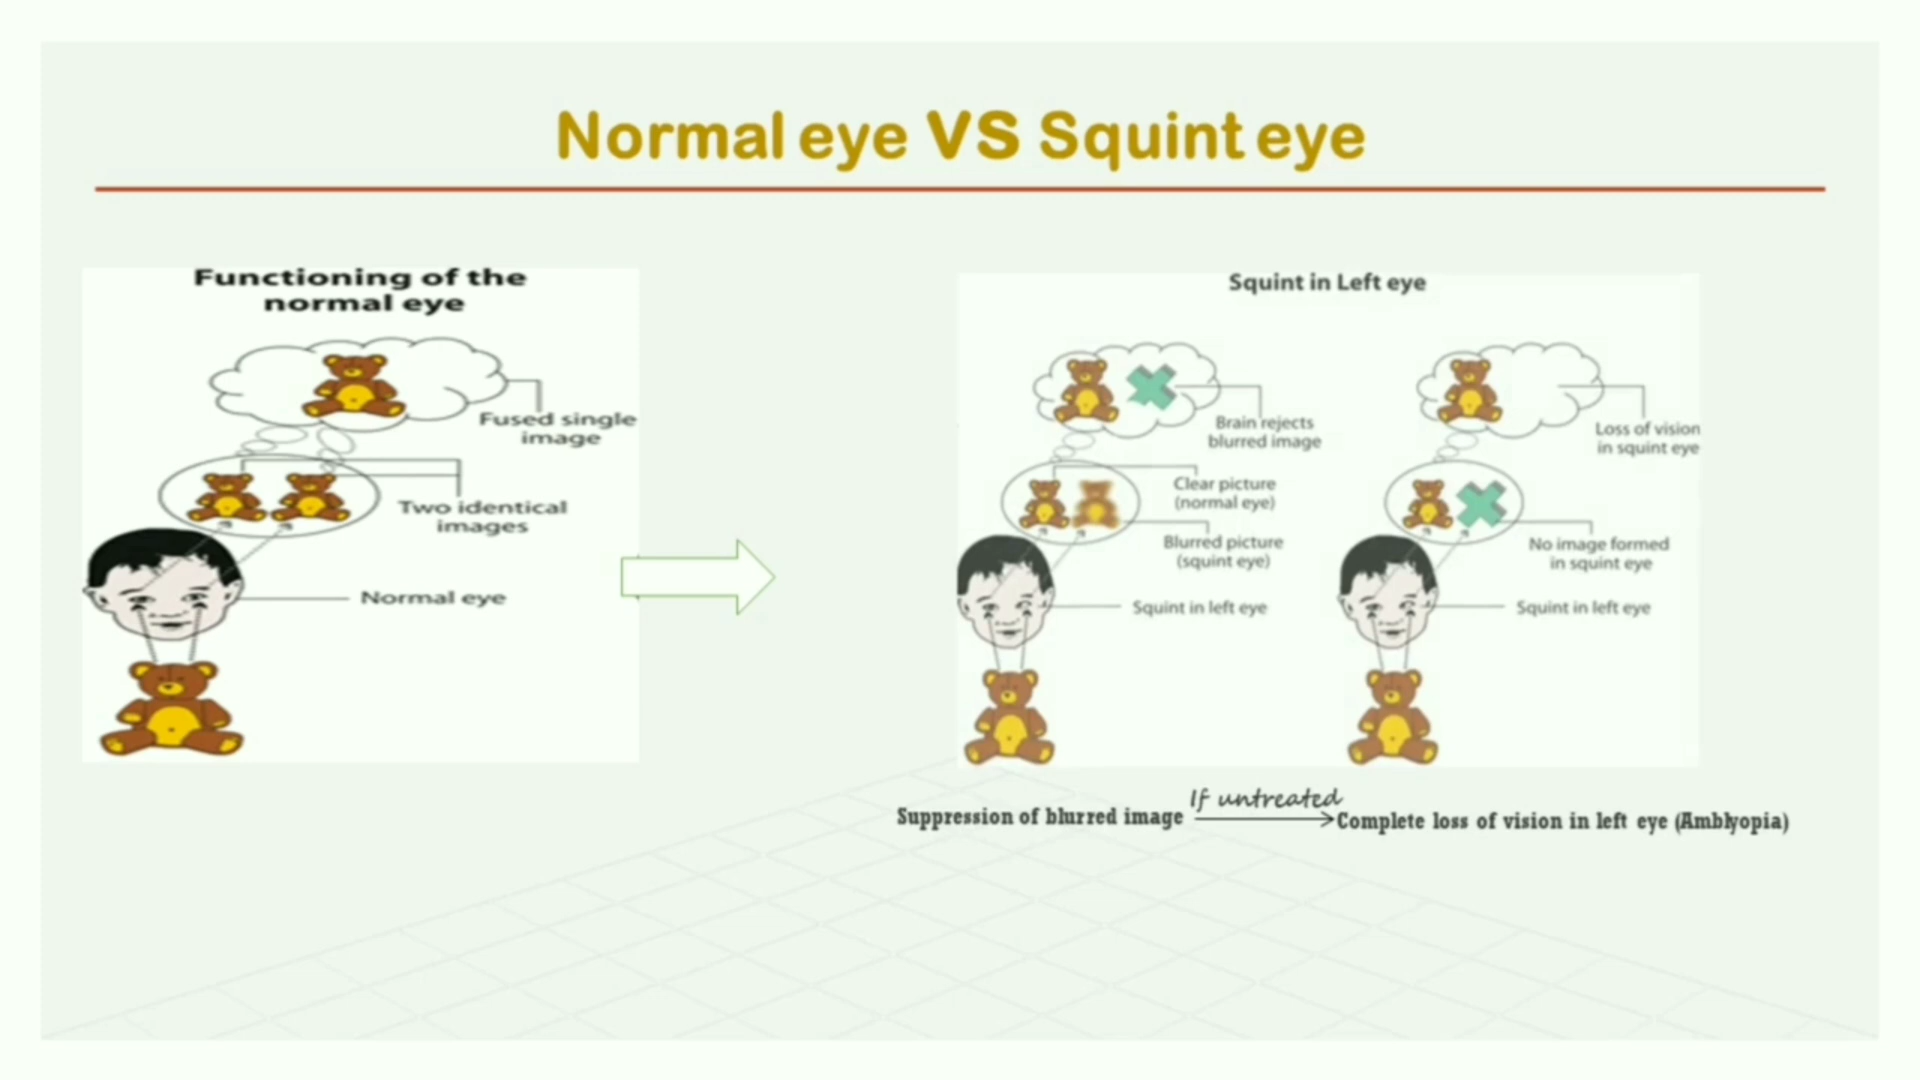 Normal eye VS Squint eye
Functioning of the
normal eye
Fused single
image
Two identical
images
Normal eye
Squint in Left eye
Brain rejects
blurred image
Clear picture
(normal eye)
Blurred picture
(squint eye)
Squint in left eye
Loss of vision
in squint eye
No image formed
in squint eye
Squint in left eye
Suppression of blurred image
If untreated
Complete loss of vision in left eye (Amblyopia)